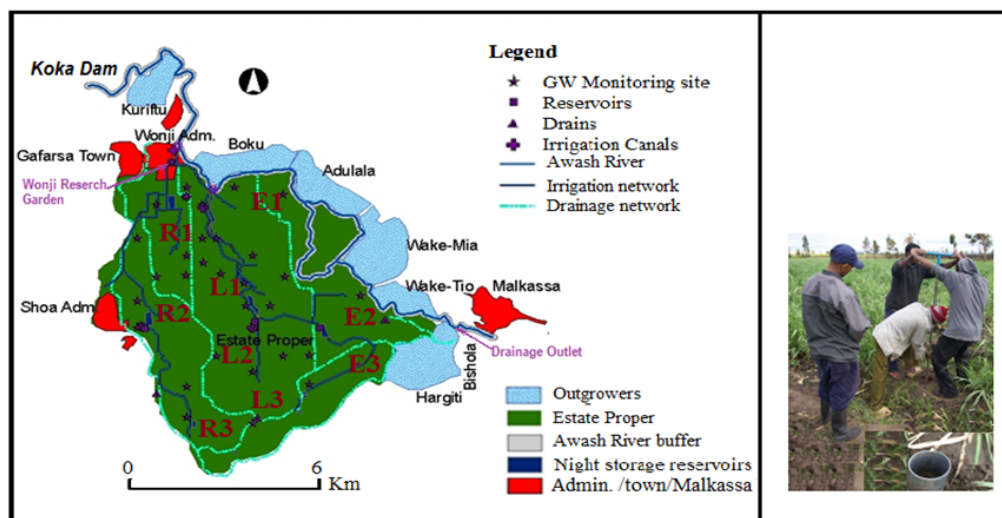 Koka Dam
Kuriftu
Wonji Adm.
Gafarsa Town
Boku
Adulala
Wonji Reserch
Garden
E1
R1
Wake-Mia
L1
Wake-Tio
Malkassa
Shoa Adm
R2
E2
Estate Proper
Drainage Outlet
L2
E3
Bishola
Hargiti
L3
R3
0 6
Km
Legend
GW Monitoring site
Reservoirs
Drains
Irrigation Canals
Awash River
Irrigation network
Drainage network
Outgrowers
Estate Proper
Awash River buffer
Night storage reservoirs
Admin. /town/Malkassa